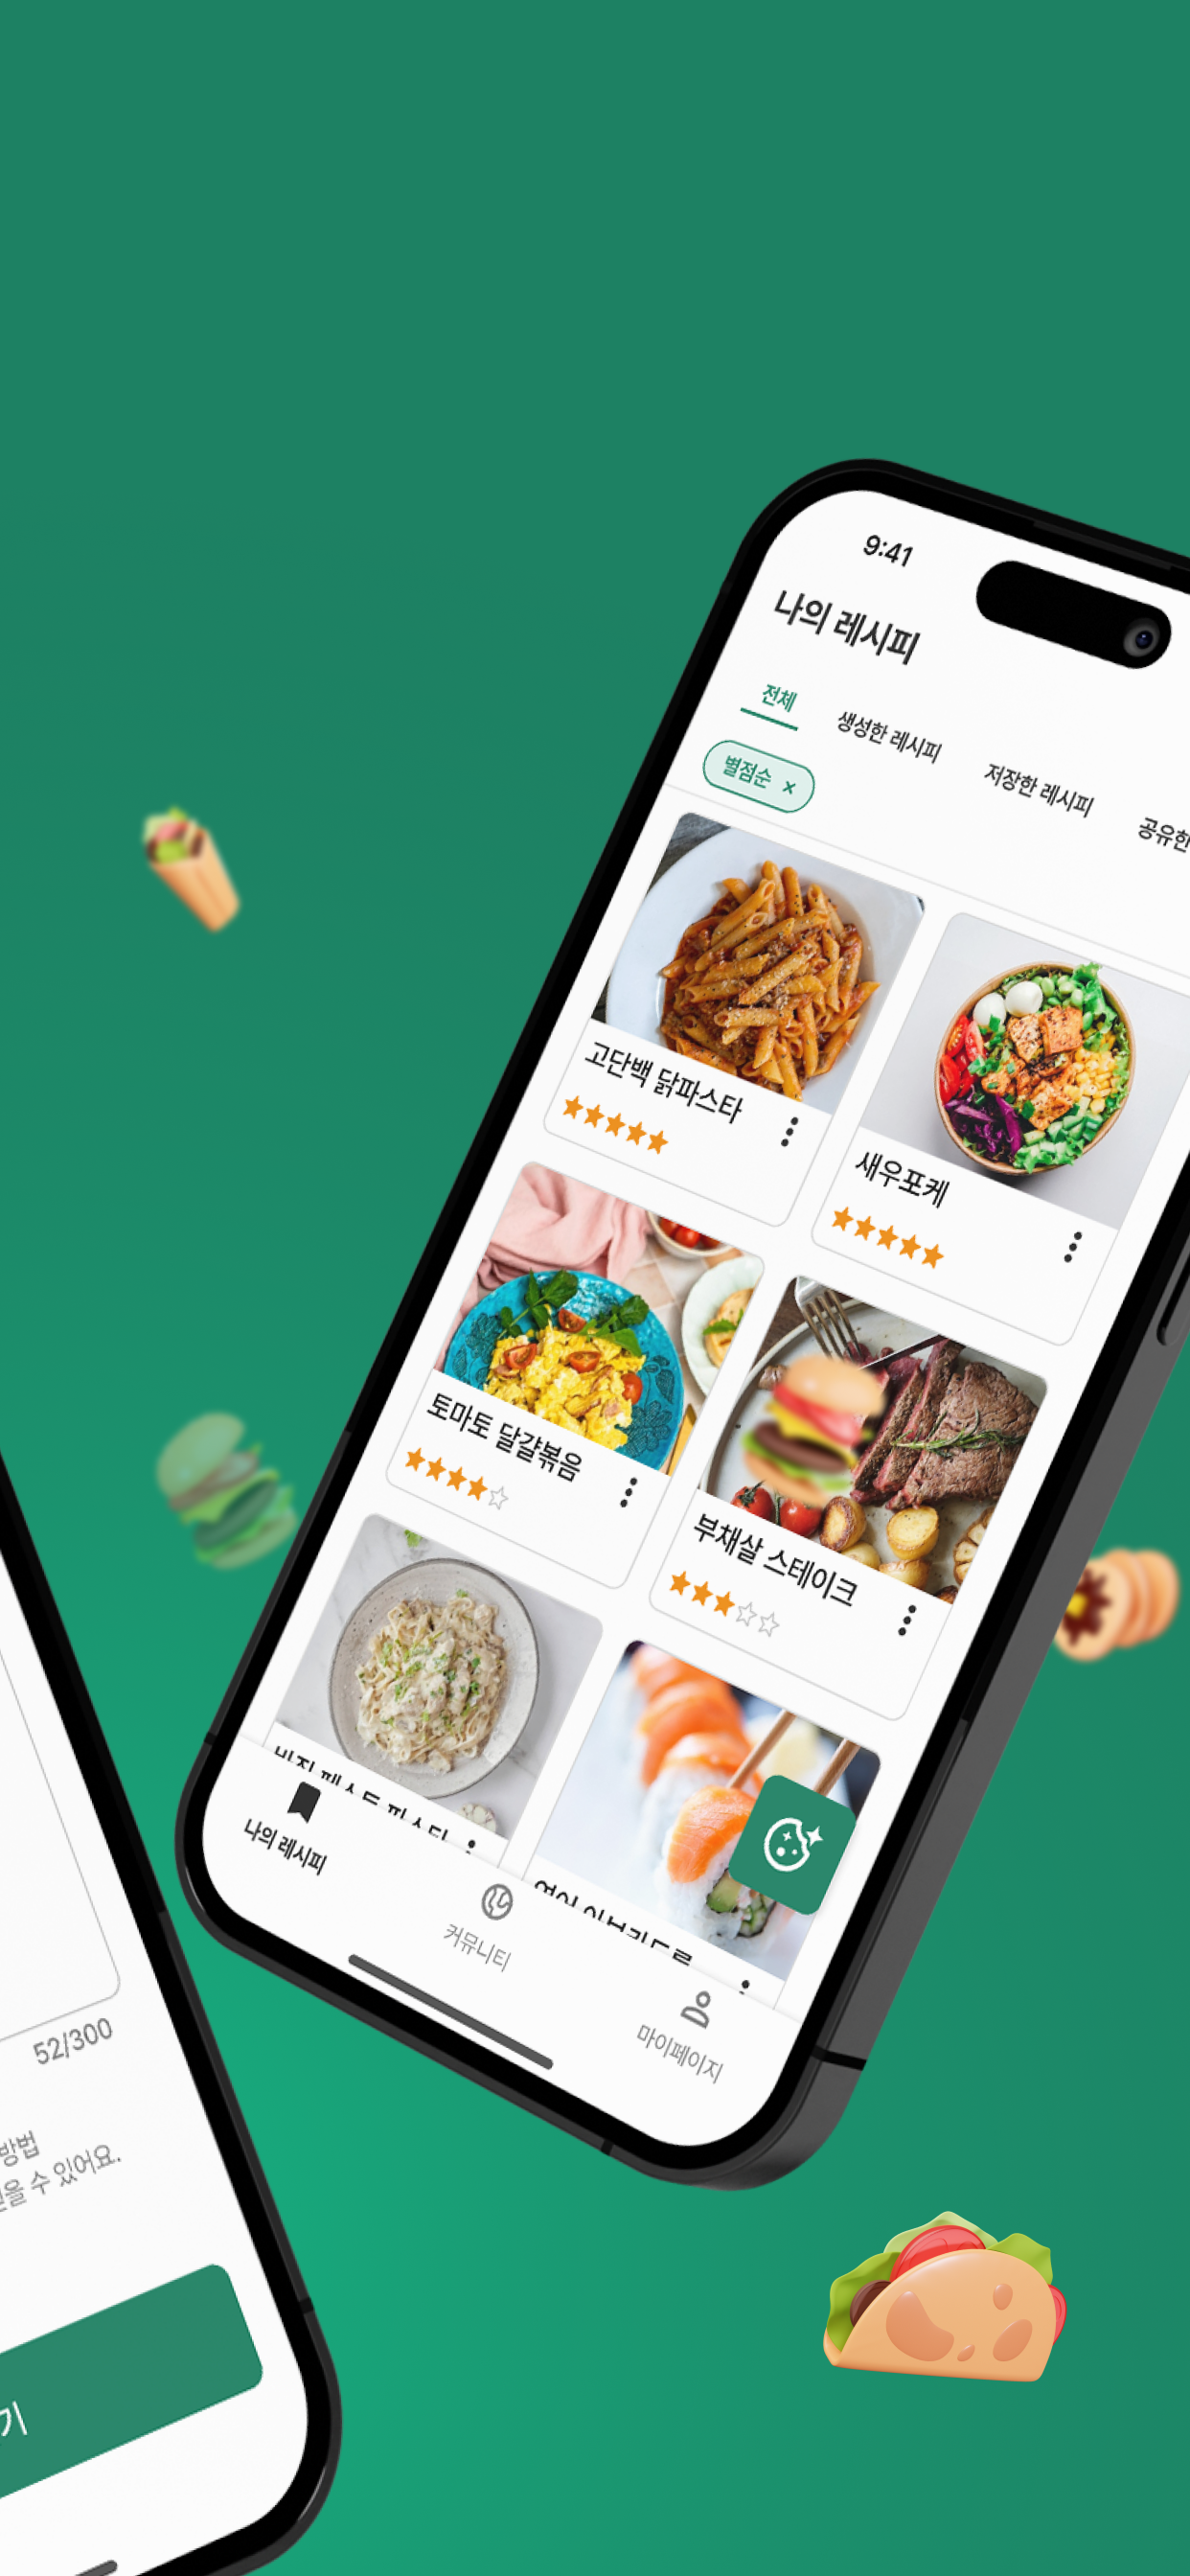 9:41
나의 레시피
전체
생성한 레시피
저장한 레시피
공유한
별점순 ×
고단백 닭파스타
새우포케
토마토 달걀볶음
부채살 스테이크
나의 레시피
커뮤니티
마이페이지
52/300
방법
수 있어요.
기